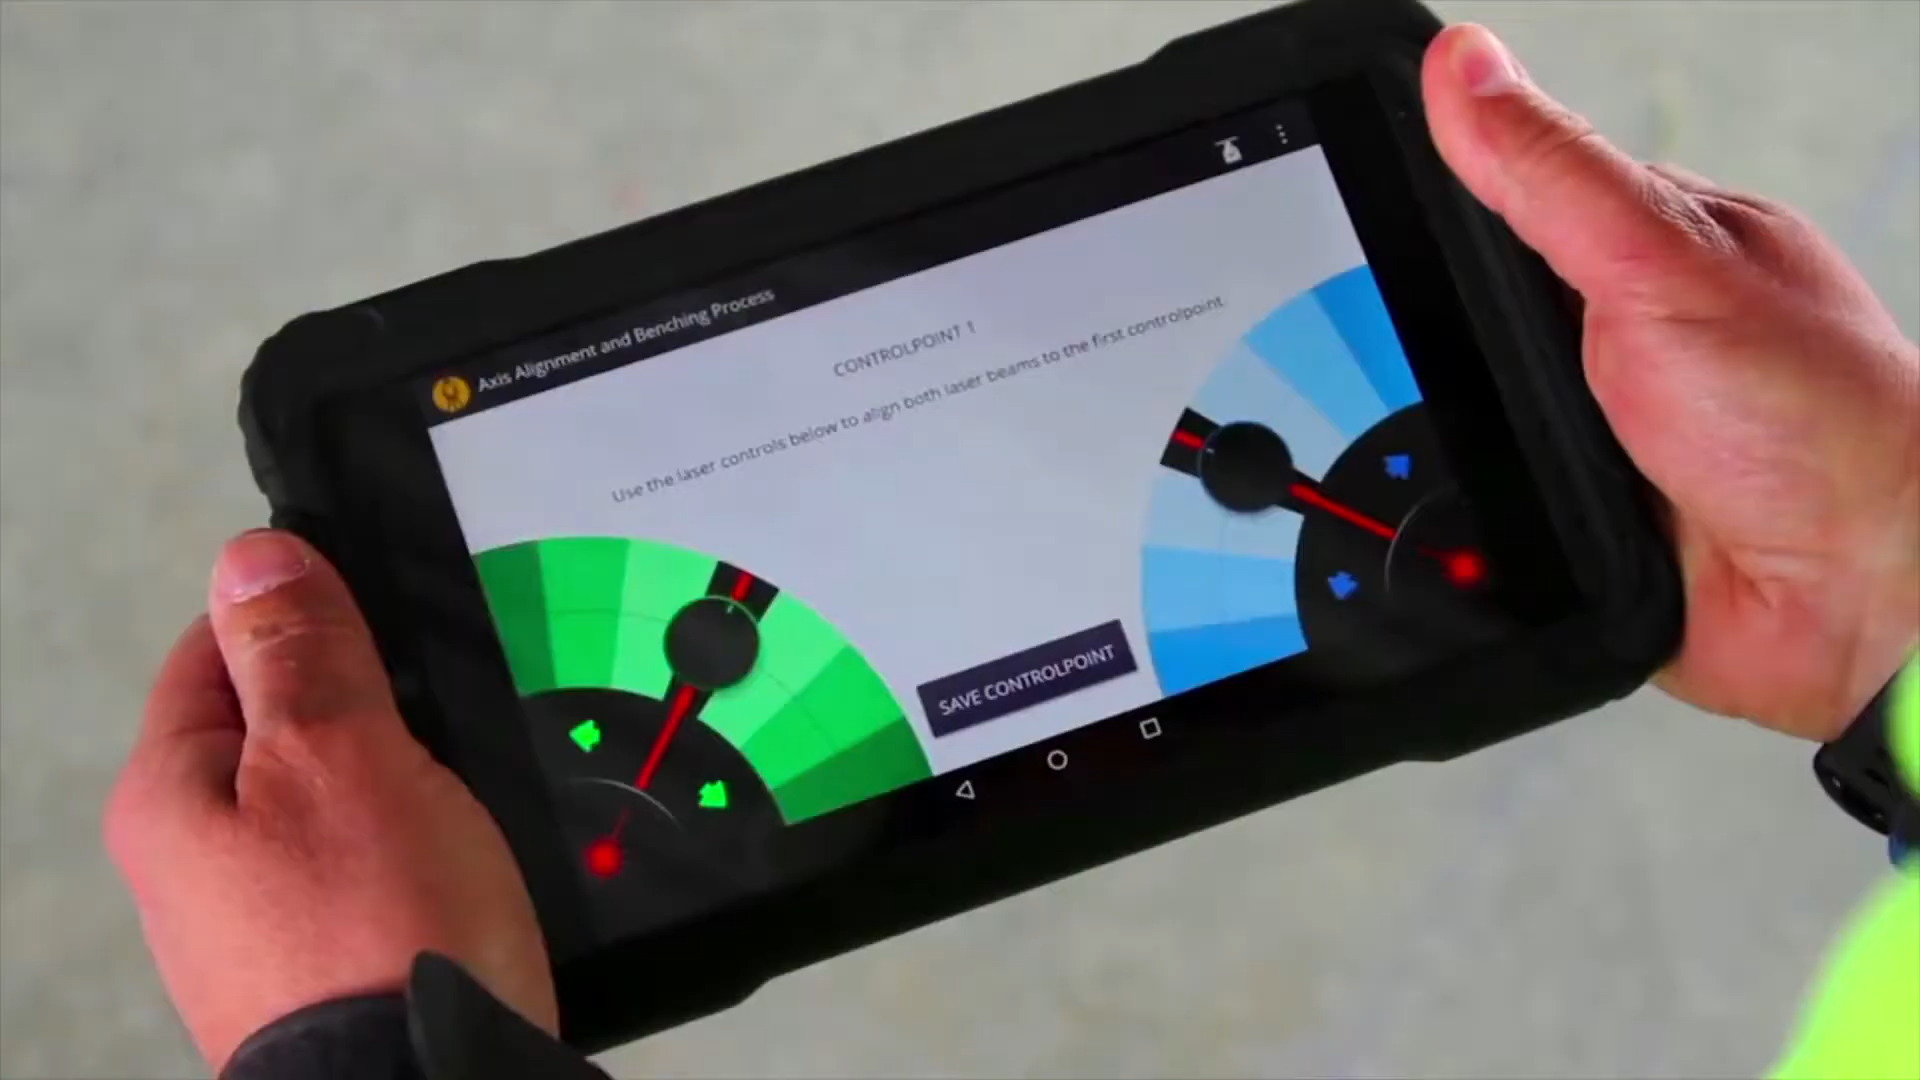 Axis Alignment and Benching Process
CONTROLPOINT 1
Use the laser controls below to align both laser beams to the first controlpoint.
SAVE CONTROLPOINT